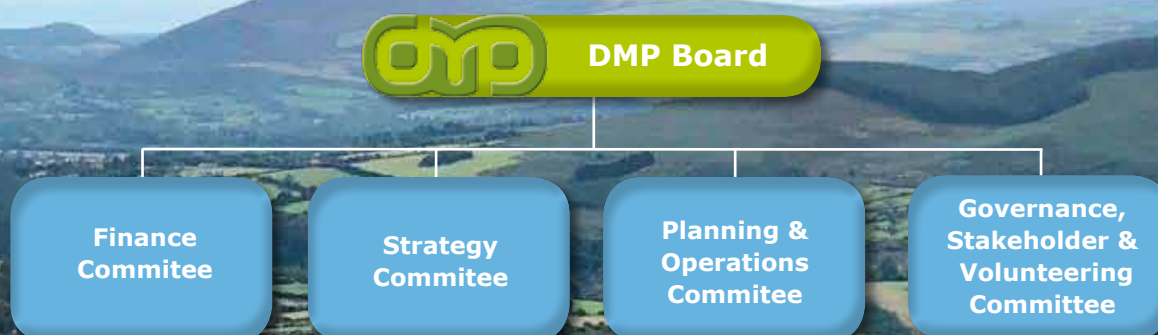 dmp DMP Board
Finance
Commitee
Strategy
Commitee
Planning &
Operations
Commitee
Governance,
Stakeholder &
Volunteering
Committee